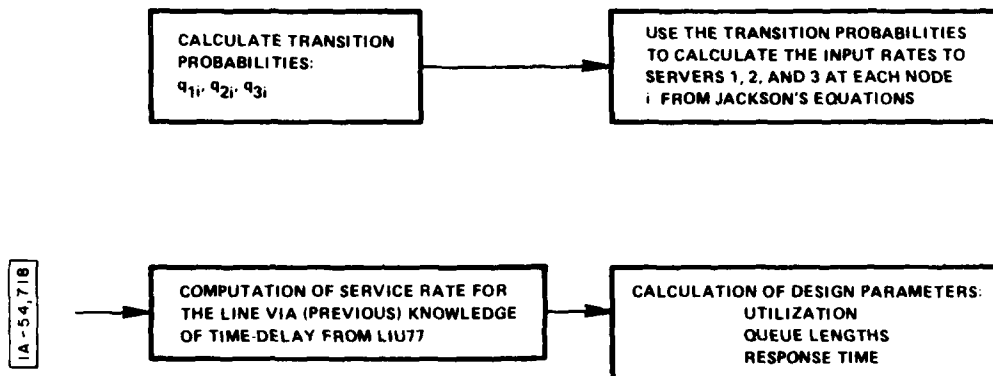 CALCULATE TRANSITION
PROBABILITIES:
q1i, q2i, q3i
USE THE TRANSITION PROBABILITIES
TO CALCULATE THE INPUT RATES TO
SERVERS 1, 2, AND 3 AT EACH NODE
i FROM JACKSON'S EQUATIONS
IA-54,718
COMPUTATION OF SERVICE RATE FOR
THE LINE VIA (PREVIOUS) KNOWLEDGE
OF TIME-DELAY FROM LIU77
CALCULATION OF DESIGN PARAMETERS:
UTILIZATION
QUEUE LENGTHS
RESPONSE TIME